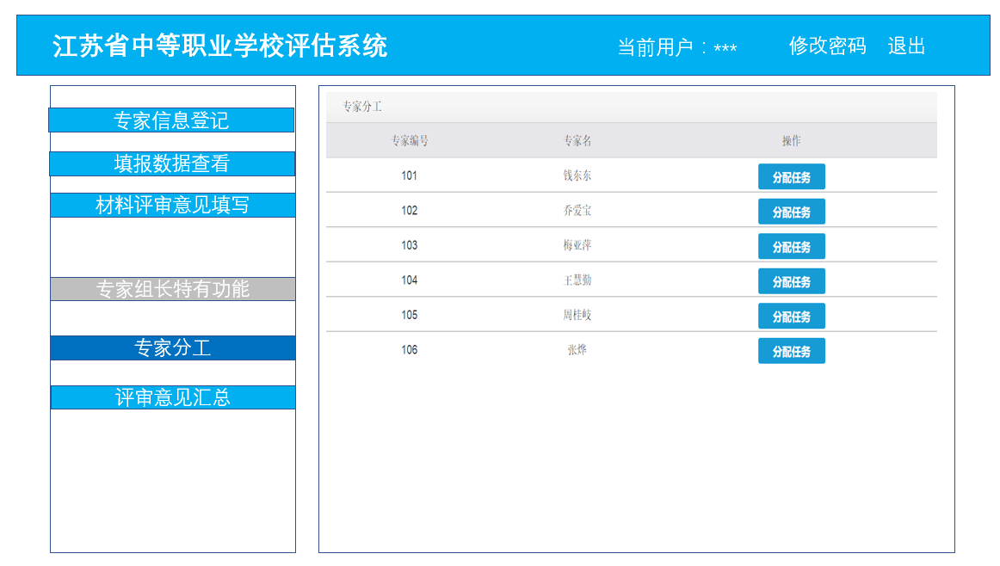 江苏省中等职业学校评估系统 当前用户：*** 修改密码 退出
专家信息登记
填报数据查看
材料评审意见填写
专家组长特有功能
专家分工
评审意见汇总
专家分工
专家编号 专家名 操作
101 钱东东 分配任务
102 乔爱宝 分配任务
103 梅亚萍 分配任务
104 王慧勤 分配任务
105 周桂岐 分配任务
106 张烨 分配任务